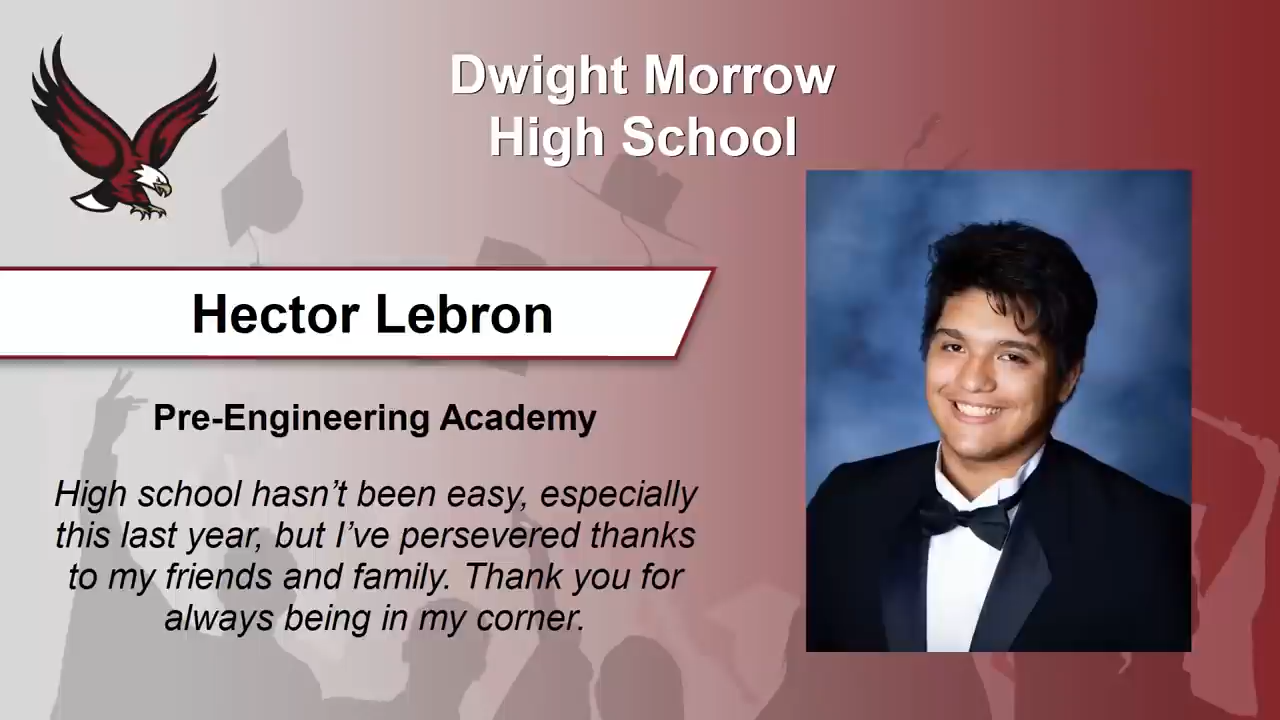 Dwight Morrow
High School
Hector Lebron
Pre-Engineering Academy
High school hasn’t been easy, especially
this last year, but I’ve persevered thanks
to my friends and family. Thank you for
always being in my corner.